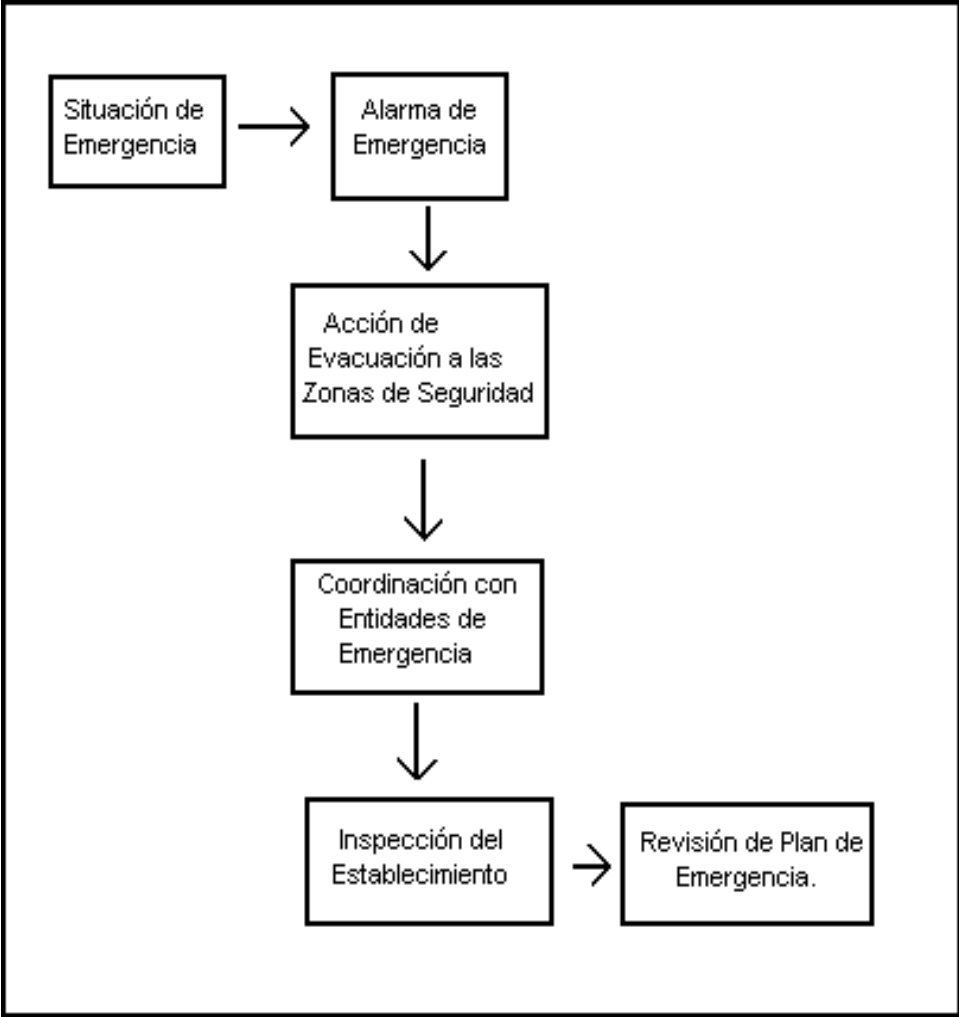 Situación de
Emergencia
Alarma de
Emergencia
Acción de
Evacuación a las
Zonas de Seguridad
Coordinación con
Entidades de
Emergencia
Inspección del
Establecimiento
Revisión de Plan de
Emergencia.